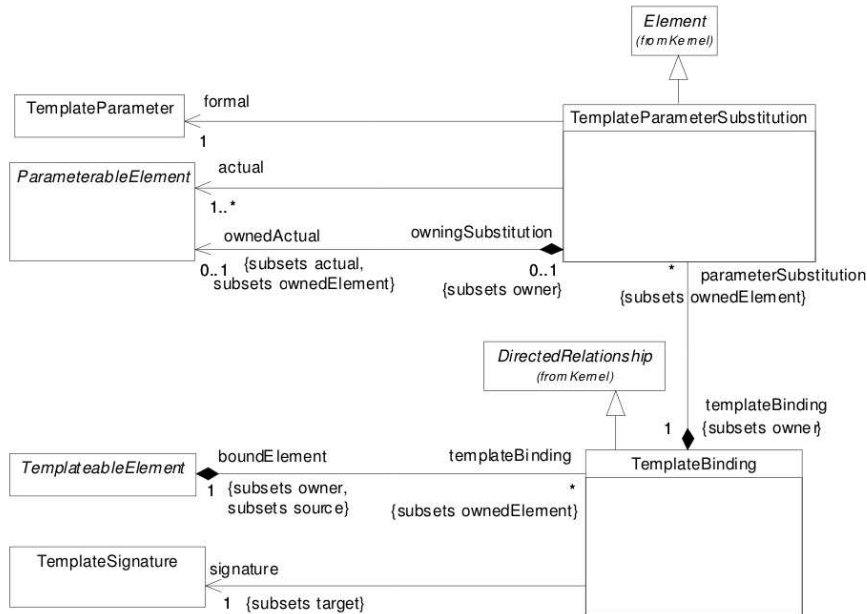 Element
(from Kernel)
TemplateParameter
formal
1
TemplateParameterSubstitution
ParameterableElement
actual
1..*
ownedActual
owningSubstitution
0..1
{subsets actual,
subsets ownedElement}
0..1
{subsets owner}
*
parameterSubstitution
{subsets ownedElement}
DirectedRelationship
(from Kernel)
templateBinding
1
{subsets owner}
TemplateableElement
boundElement
templateBinding
1
{subsets owner,
subsets source}
*
{subsets ownedElement}
TemplateBinding
TemplateSignature
signature
1
{subsets target}